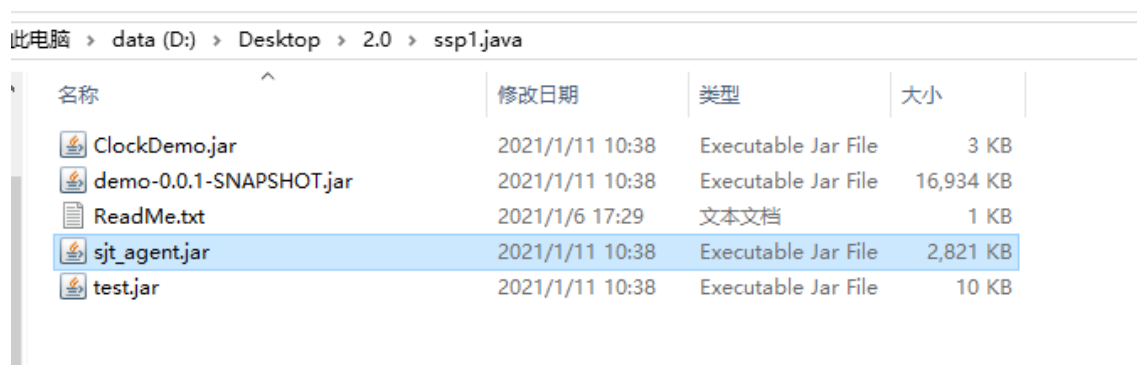 此电脑 > data (D:) > Desktop > 2.0 > ssp1.java
名称 修改日期 类型 大小
ClockDemo.jar 2021/1/11 10:38 Executable Jar File 3 KB
demo-0.0.1-SNAPSHOT.jar 2021/1/11 10:38 Executable Jar File 16,934 KB
ReadMe.txt 2021/1/6 17:29 文本文档 1 KB
sjt_agent.jar 2021/1/11 10:38 Executable Jar File 2,821 KB
test.jar 2021/1/11 10:38 Executable Jar File 10 KB